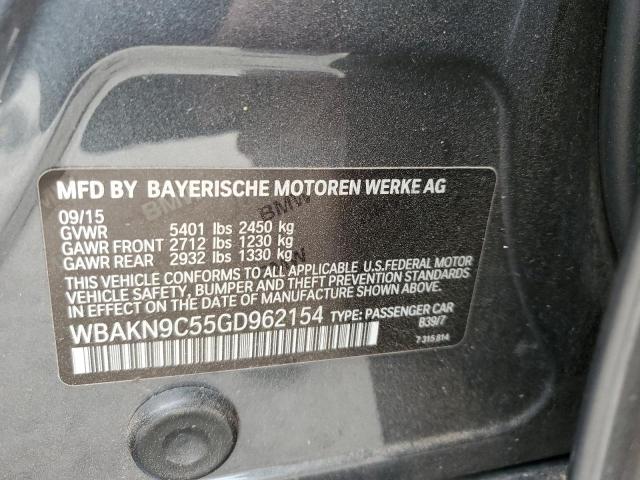 MFD BY BAYERISCHE MOTOREN WERKE AG
09/15
GVWR 5401 lbs 2450 kg
GAWR FRONT 2712 lbs 1230 kg
GAWR REAR 2932 lbs 1330 kg
THIS VEHICLE CONFORMS TO ALL APPLICABLE U.S.FEDERAL MOTOR
VEHICLE SAFETY, BUMPER AND THEFT PREVENTION STANDARDS
IN EFFECT ON THE DATE OF MANUFACTURE SHOWN ABOVE.
WBAKN9C55GD962154 TYPE: PASSENGER CAR
B39/7
7 315 814